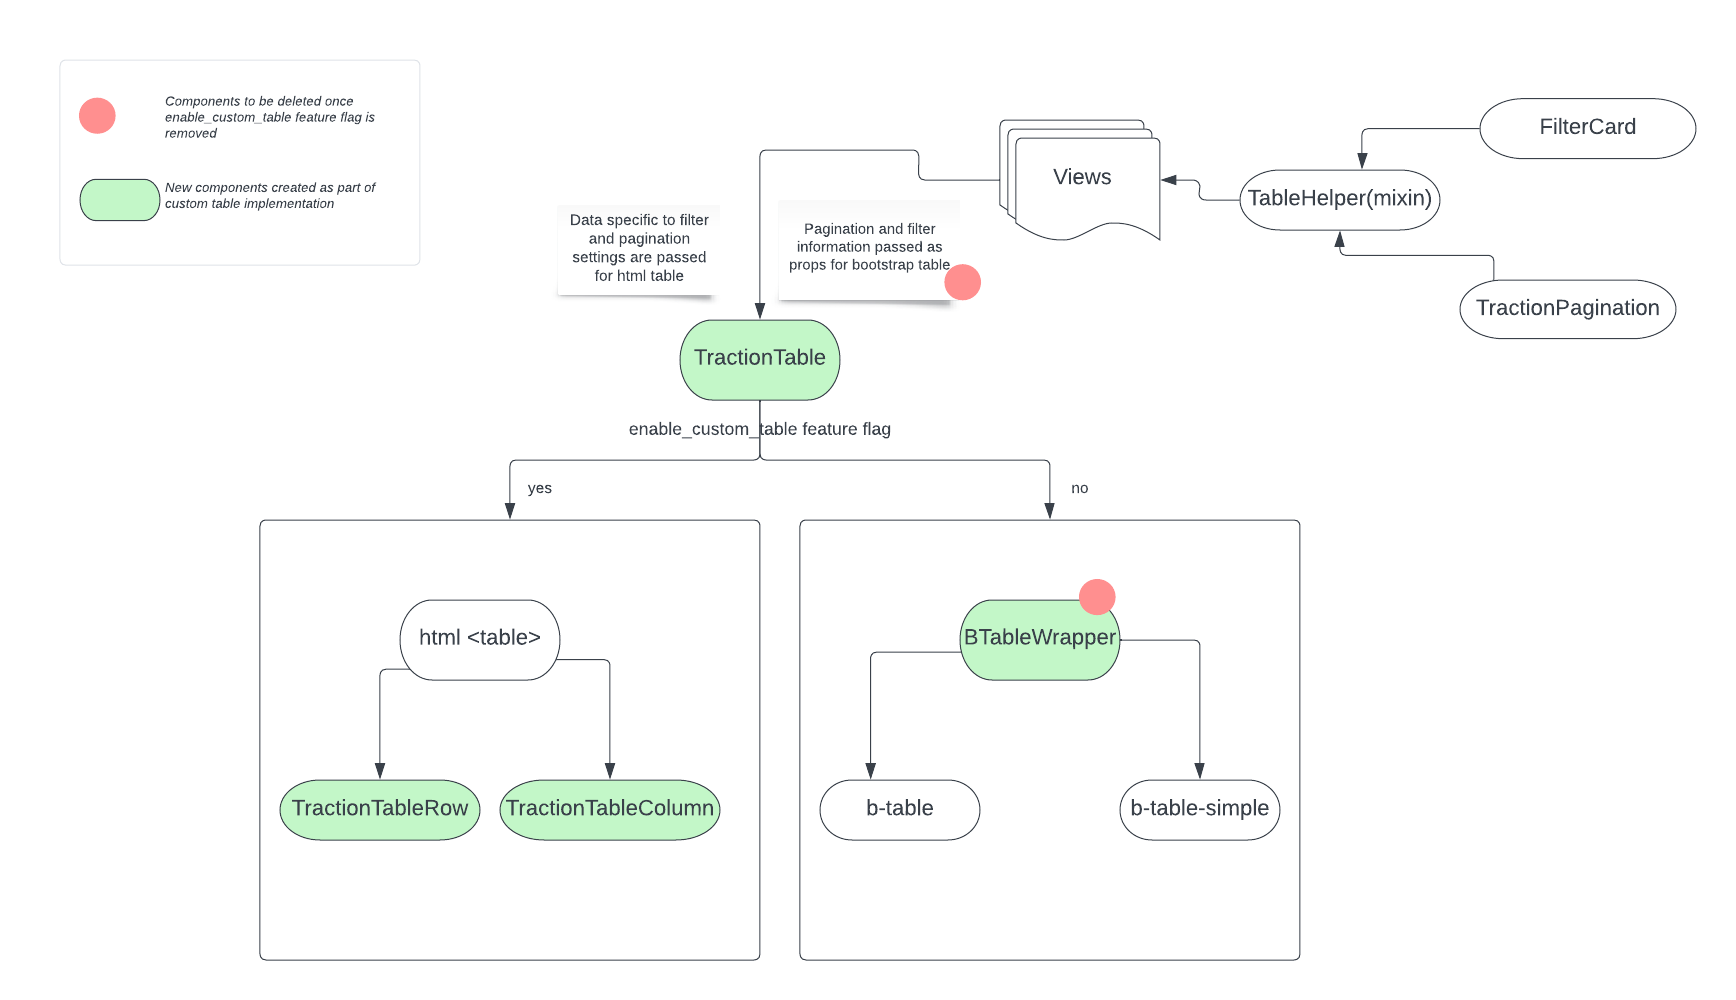 Components to be deleted once
enable_custom_table feature flag is
removed
New components created as part of
custom table implementation
FilterCard
Views
TableHelper(mixin)
Data specific to filter
and pagination
settings are passed
for html table
Pagination and filter
information passed as
props for bootstrap table
TractionPagination
TractionTable
enable_custom_table feature flag
yes
no
html <table>
BTableWrapper
TractionTableRow
TractionTableColumn
b-table
b-table-simple